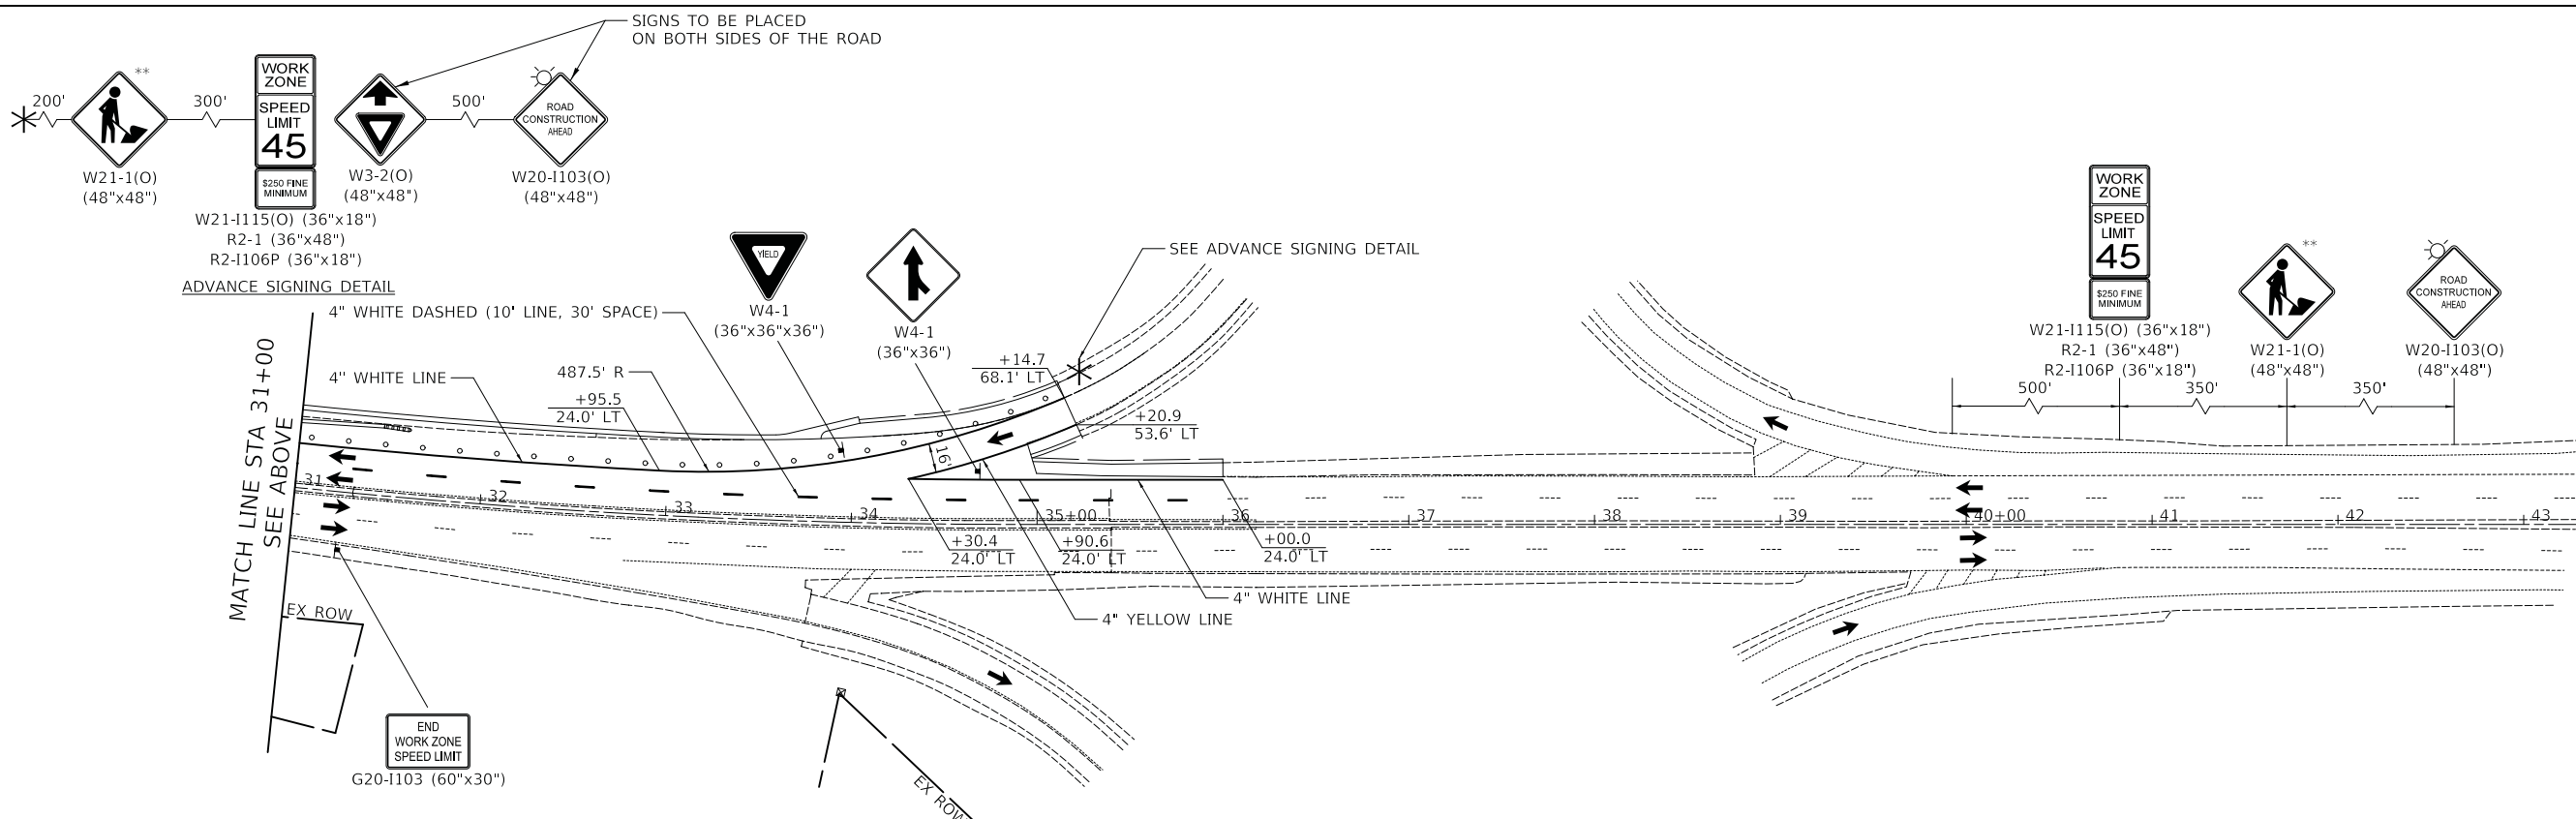 SIGNS TO BE PLACED
ON BOTH SIDES OF THE ROAD
**
200'
300'
WORK
ZONE
SPEED
LIMIT
45
$250 FINE
MINIMUM
500'
ROAD
CONSTRUCTION
AHEAD
W21-1(O)
(48"x48")
W3-2(O)
(48"x48")
W20-I103(O)
(48"x48")
W21-I115(O) (36"x18")
R2-1 (36"x48")
R2-I106P (36"x18")
ADVANCE SIGNING DETAIL
YIELD
W4-1
(36"x36"x36")
W4-1
(36"x36")
SEE ADVANCE SIGNING DETAIL
WORK
ZONE
SPEED
LIMIT
45
$250 FINE
MINIMUM
**
ROAD
CONSTRUCTION
AHEAD
W21-I115(O) (36"x18")
R2-1 (36"x48")
R2-I106P (36"x18")
W21-1(O)
(48"x48")
W20-I103(O)
(48"x48")
500'
350'
350'
4" WHITE DASHED (10' LINE, 30' SPACE)
4" WHITE LINE
487.5' R
+95.5
24.0' LT
+14.7
68.1' LT
+20.9
53.6' LT
16'
MATCH LINE STA 31+00
SEE ABOVE
31
32
33
34
35+00
36
37
38
39
40+00
41
42
43
+30.4
24.0' LT
+90.6
24.0' LT
+00.0
24.0' LT
4" WHITE LINE
4" YELLOW LINE
EX ROW
END
WORK ZONE
SPEED LIMIT
G20-I103 (60"x30")
EX ROW